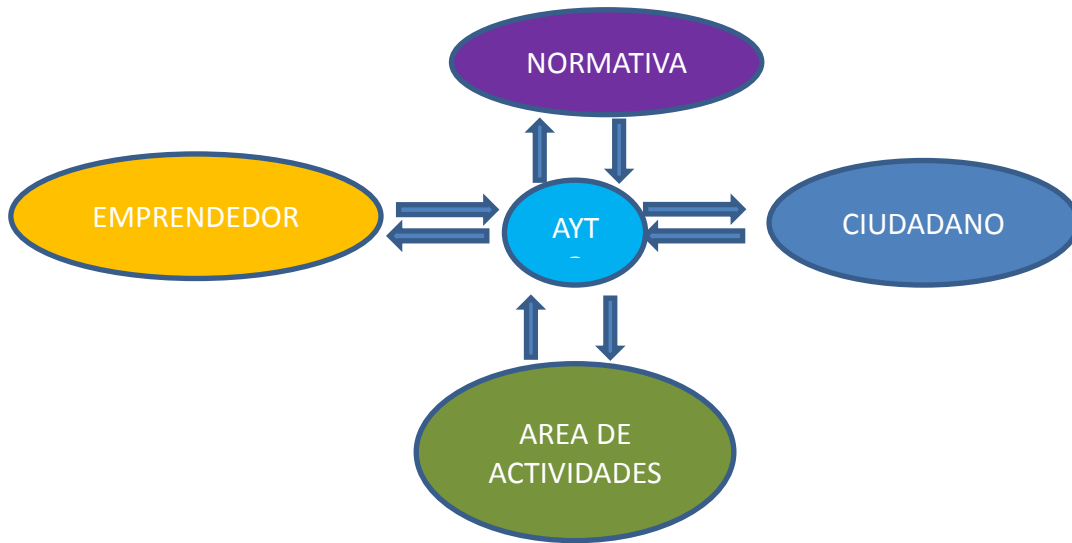 NORMATIVA
EMPRENDEDOR
AYT
CIUDADANO
AREA DE
ACTIVIDADES